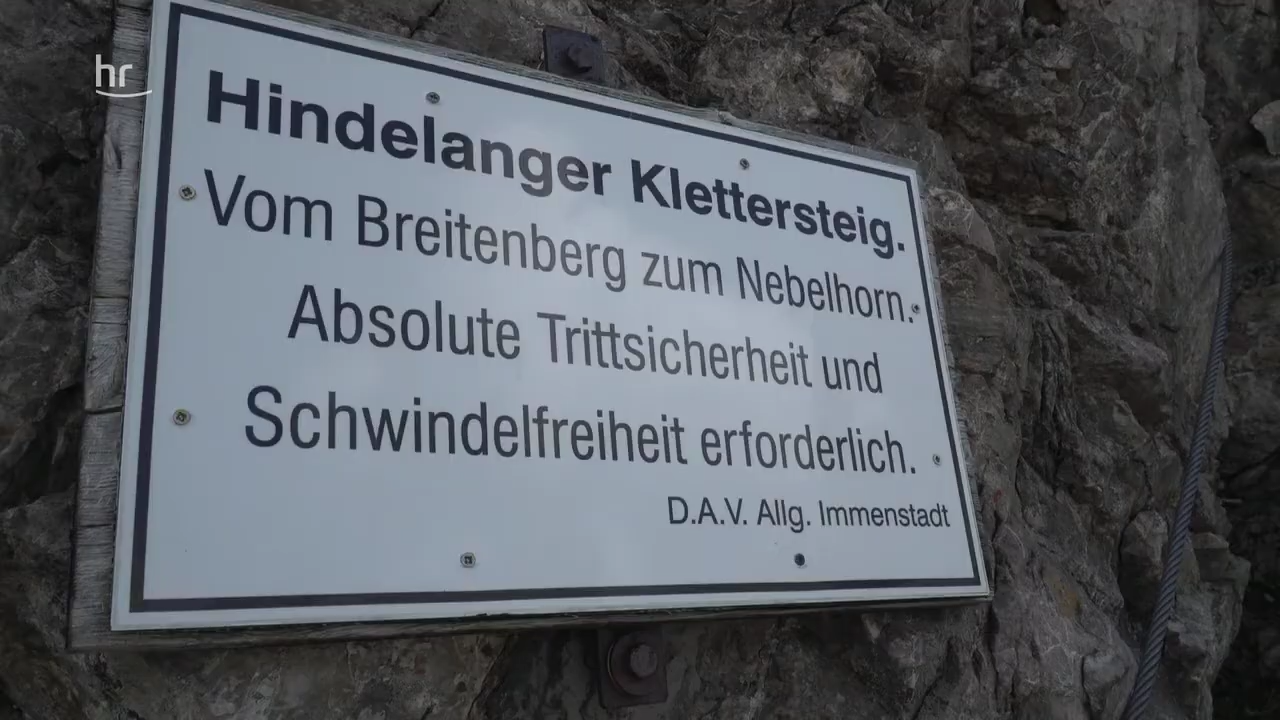 hr
Hindelanger Klettersteig.
Vom Breitenberg zum Nebelhorn.
Absolute Trittsicherheit und
Schwindelfreiheit erforderlich.
D.A.V. Allg. Immenstadt